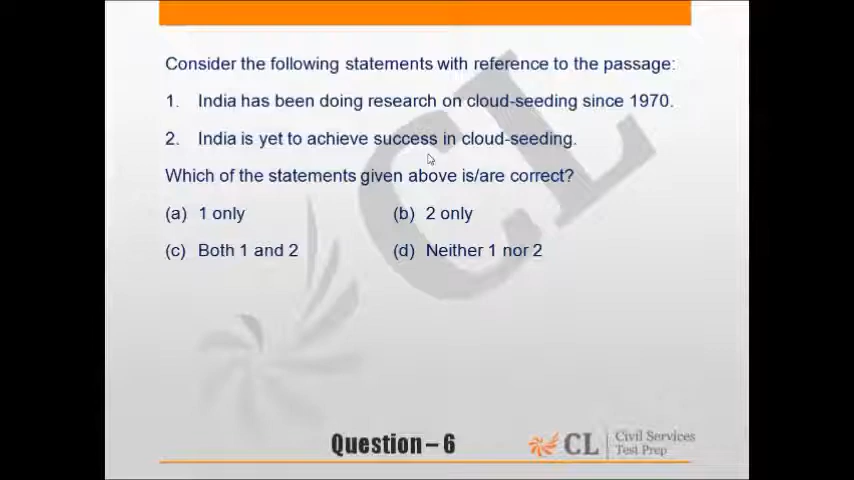 Consider the following statements with reference to the passage:
1. India has been doing research on cloud-seeding since 1970.
2. India is yet to achieve success in cloud-seeding.
Which of the statements given above is/are correct?
(a) 1 only (b) 2 only
(c) Both 1 and 2 (d) Neither 1 nor 2
CL
Question – 6
CL Civil Services
Test Prep